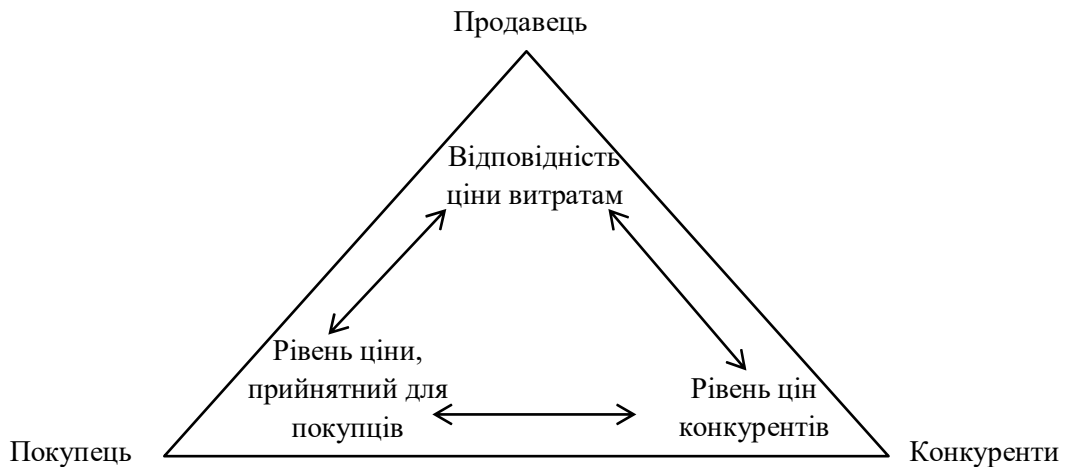 Продавець
Відповідність
ціни витратам
Рівень ціни,
прийнятний для
покупців
Рівень цін
конкурентів
Покупець
Конкуренти